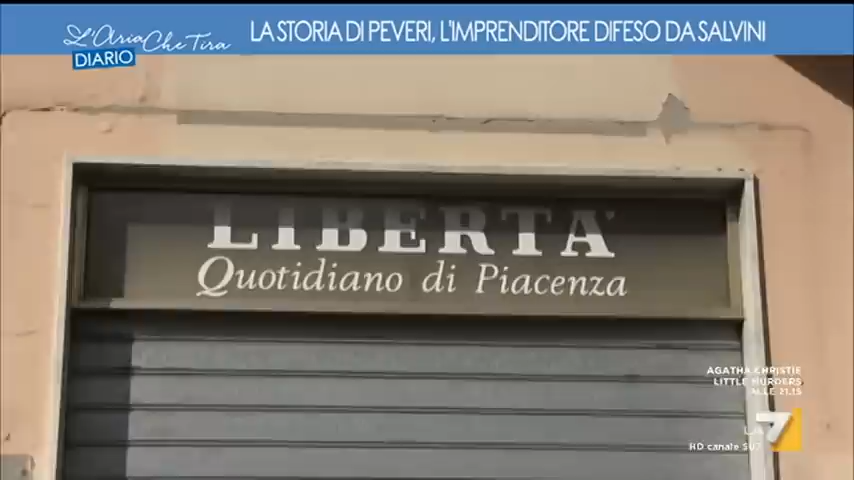 L'Aria Che Tira
DIARIO
LA STORIA DI PEVERI, L'IMPRENDITORE DIFESO DA SALVINI
LIBERTA'
Quotidiano di Piacenza
AGATHA CHRISTIE
LITTLE MURDERS
ALLE 21.15
LA7
HD canale 507